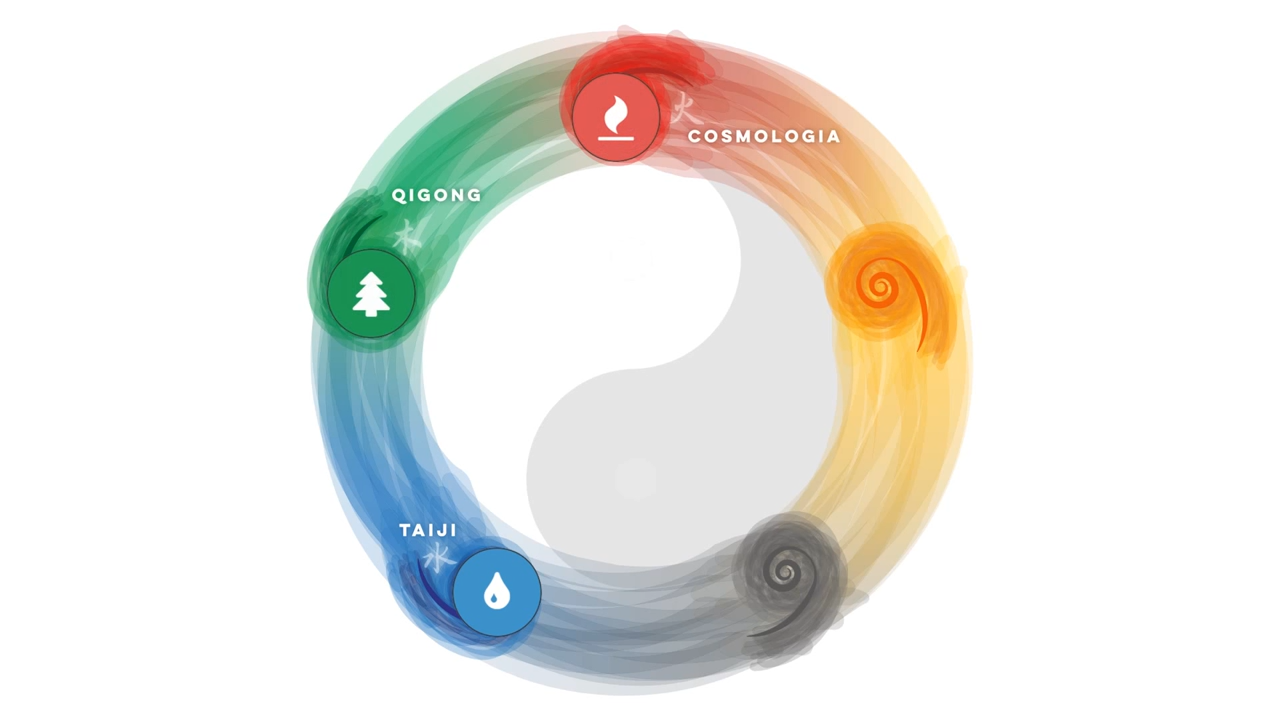 火
COSMOLOGIA
QIGONG
木
TAIJI
水